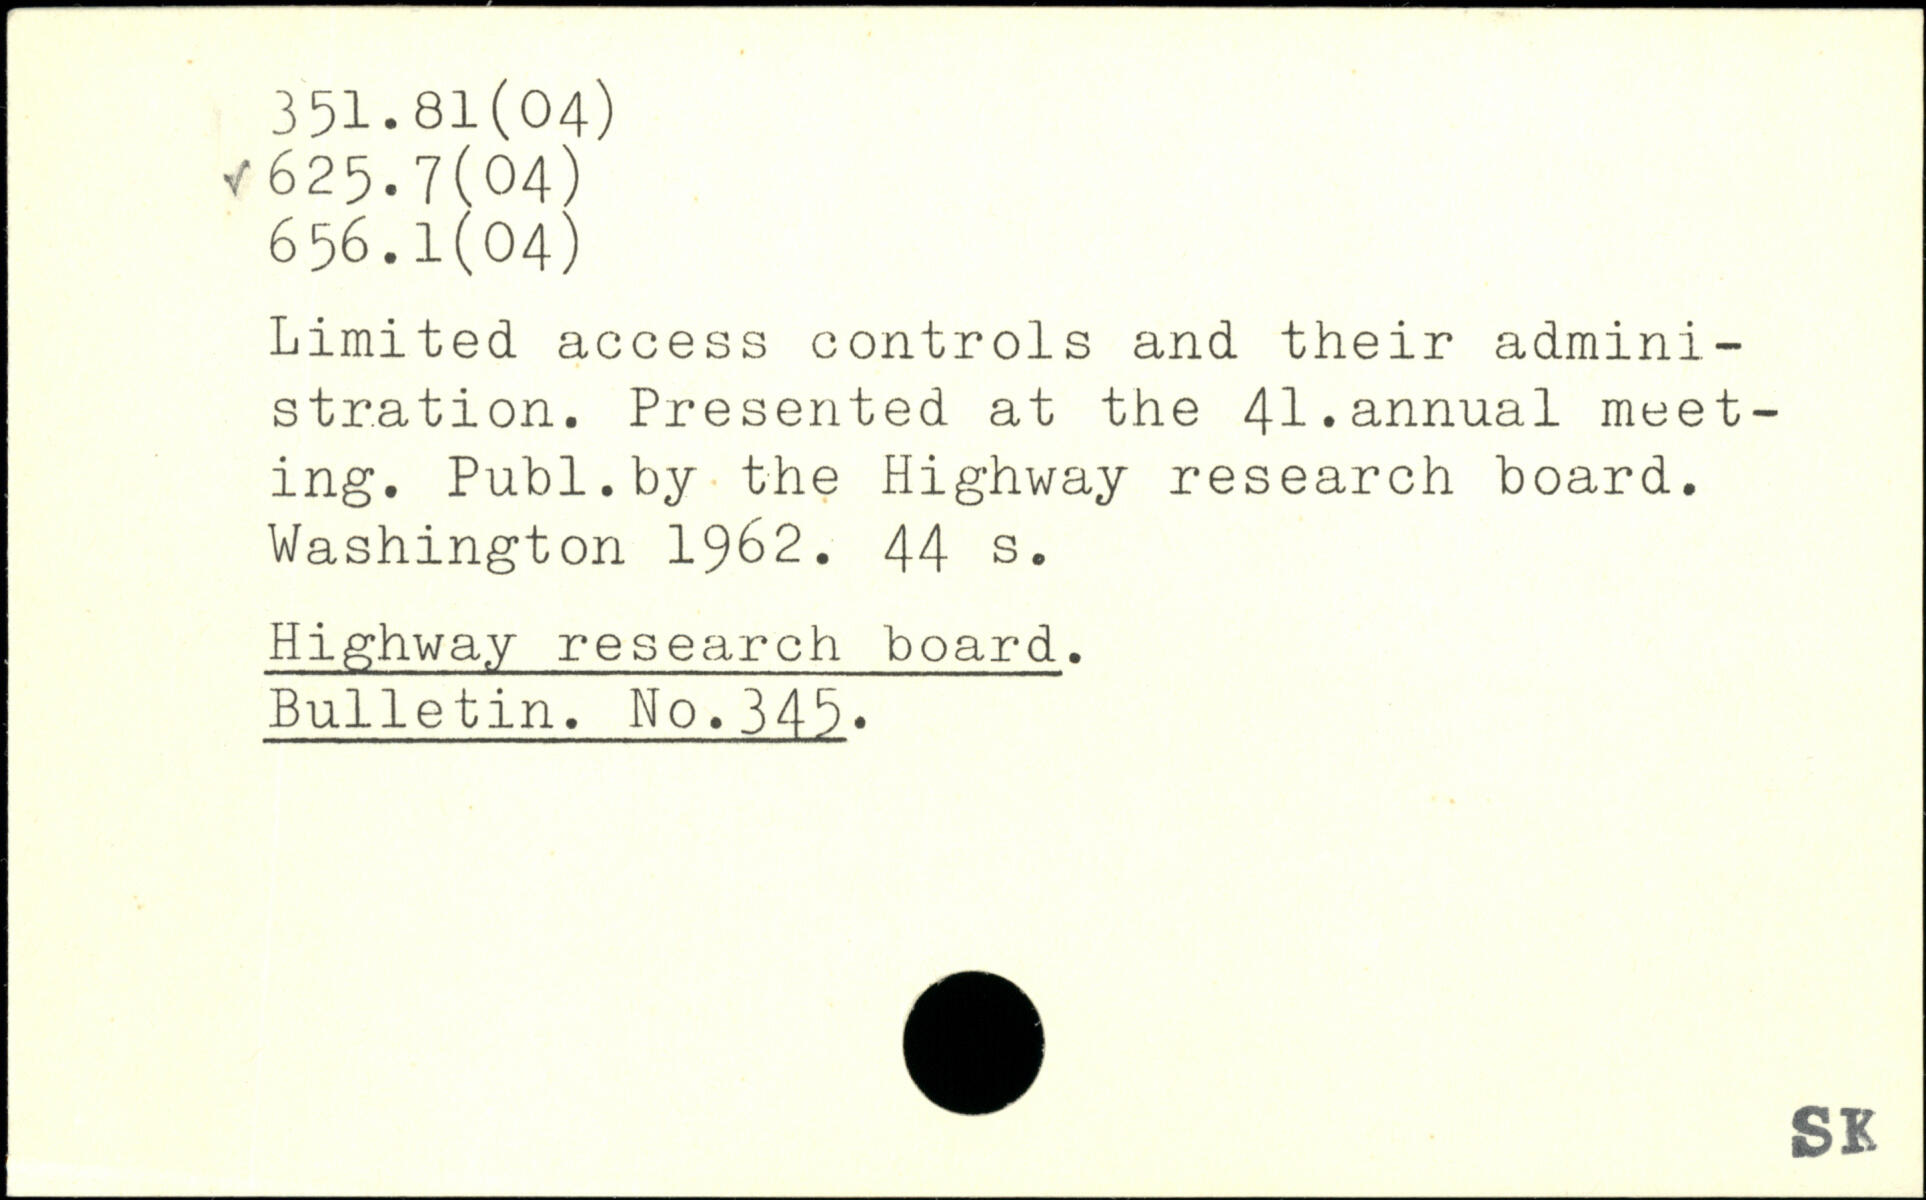 351.81(04)
✓ 625.7(04)
656.1(04)
Limited access controls and their admini-
stration. Presented at the 41.annual meet-
ing. Publ.by the Highway research board.
Washington 1962. 44 s.
Highway research board.
Bulletin. No.345.
SK